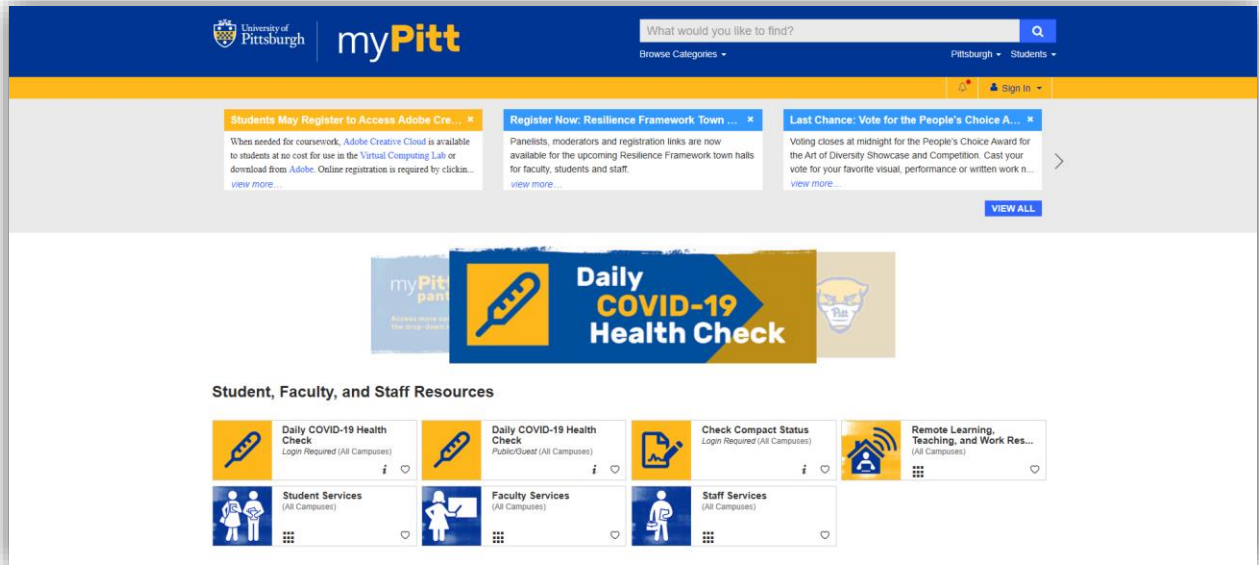 University of
Pittsburgh
myPitt
What would you like to find?
Browse Categories
Pittsburgh
Students
Sign In
Students May Register to Access Adobe Cre... ×
When needed for coursework, Adobe Creative Cloud is available
to students at no cost for use in the Virtual Computing Lab or
download from Adobe. Online registration is required by clickin...
view more...
Register Now: Resilience Framework Town ... ×
Panelists, moderators and registration links are now
available for the upcoming Resilience Framework town halls
for faculty, students and staff.
view more...
Last Chance: Vote for the People's Choice A... ×
Voting closes at midnight for the People's Choice Award for
the Art of Diversity Showcase and Competition. Cast your
vote for your favorite visual, performance or written work n...
view more...
VIEW ALL
myPit
pant
Access more
the drop-down
Daily
COVID-19
Health Check
Pitt
Student, Faculty, and Staff Resources
Daily COVID-19 Health
Check
Login Required (All Campuses)
i
Daily COVID-19 Health
Check
Public/Guest (All Campuses)
i
Check Compact Status
Login Required (All Campuses)
i
Remote Learning,
Teaching, and Work Res...
(All Campuses)
Student Services
(All Campuses)
Faculty Services
(All Campuses)
Staff Services
(All Campuses)